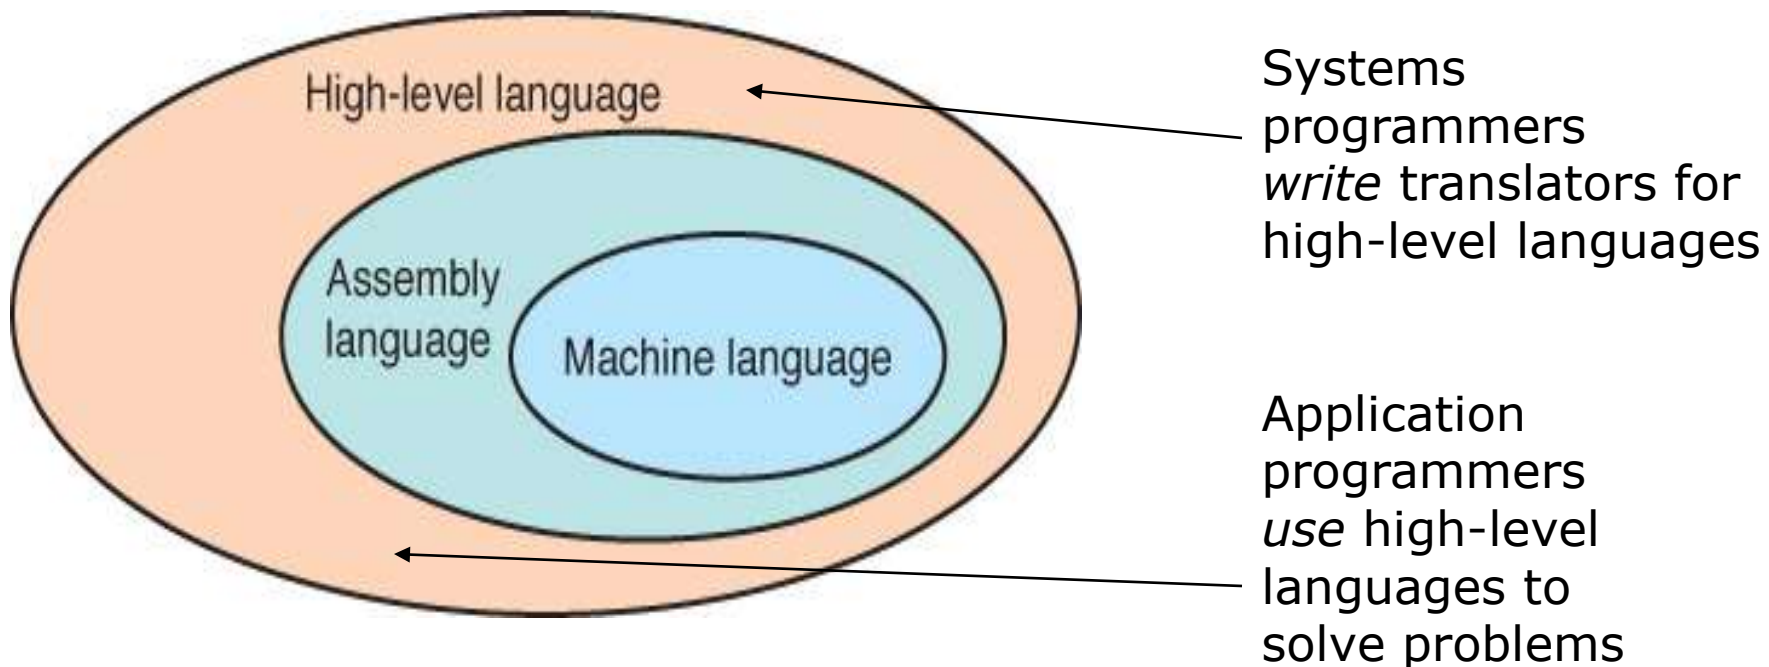 High-level language
Assembly
language
Machine language
Systems
programmers
write translators for
high-level languages
Application
programmers
use high-level
languages to
solve problems